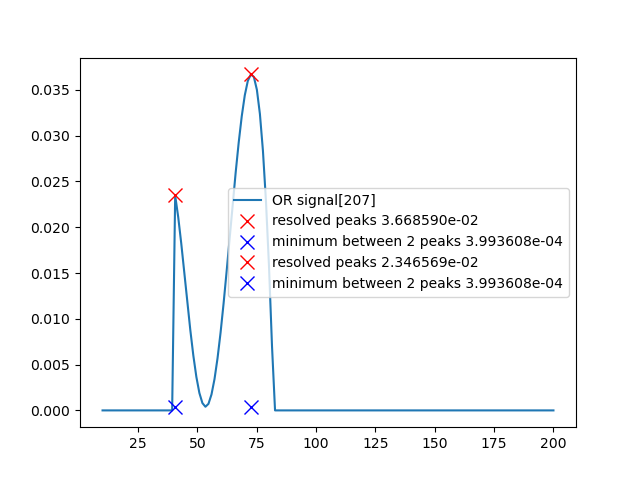 0.035
0.030
0.025
0.020
0.015
0.010
0.005
0.000
OR signal[207]
resolved peaks 3.668590e-02
minimum between 2 peaks 3.993608e-04
resolved peaks 2.346569e-02
minimum between 2 peaks 3.993608e-04
25 50 75 100 125 150 175 200